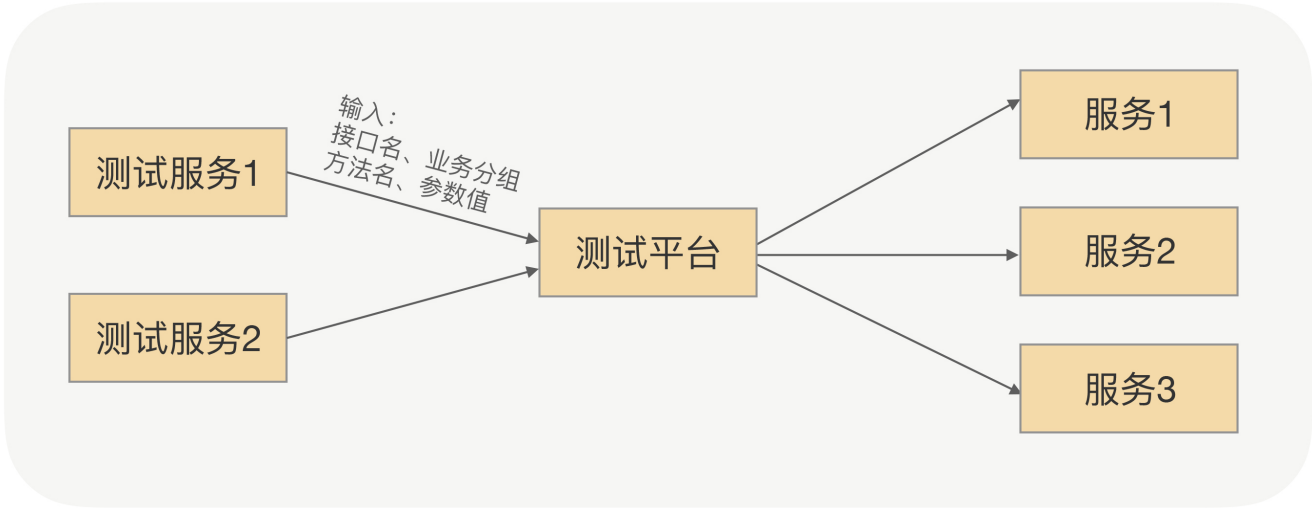 测试服务1
输入：
接口名、业务分组
方法名、参数值
测试服务2
测试平台
服务1
服务2
服务3